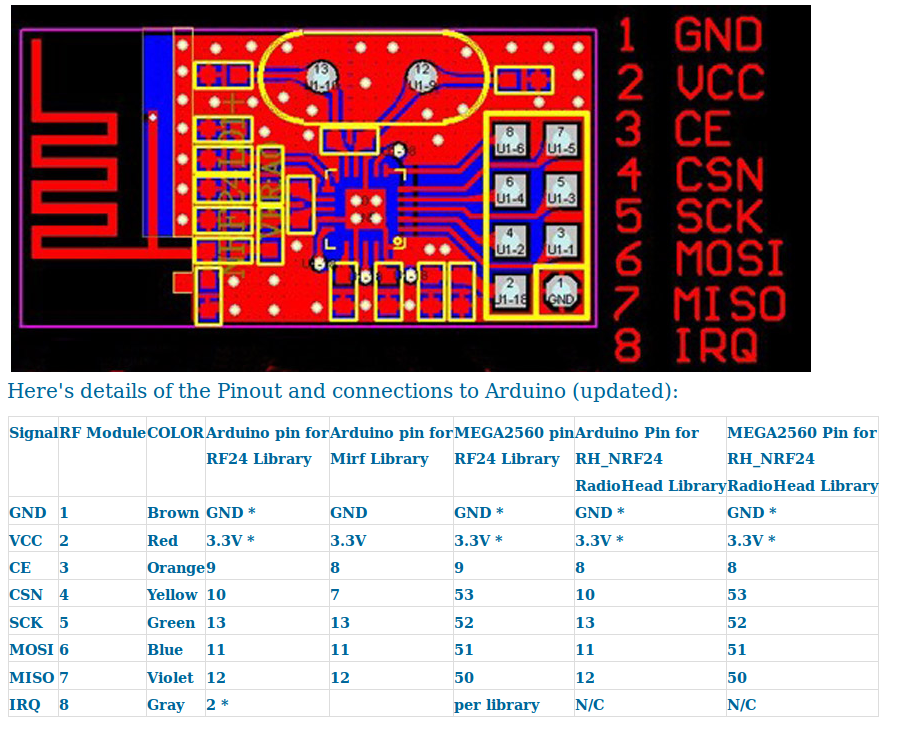 1 GND
2 VCC
3 CE
4 CSN
5 SCK
6 MOSI
7 MISO
8 IRQ
13
12
U1-9
8 7
U1-6 U1-5
6 5
U1-4 U1-3
4 3
U1-2 U1-1
2 1
U1-18 GND
Here's details of the Pinout and connections to Arduino (updated):
Signal RF Module COLOR Arduino pin for Arduino pin for MEGA2560 pin Arduino Pin for MEGA2560 Pin for
RF24 Library Mirf Library RF24 Library RH_NRF24 RH_NRF24
RadioHead Library RadioHead Library
GND 1 Brown GND * GND GND * GND * GND *
VCC 2 Red 3.3V * 3.3V 3.3V * 3.3V * 3.3V *
CE 3 Orange 9 8 9 8 8
CSN 4 Yellow 10 7 53 10 53
SCK 5 Green 13 13 52 13 52
MOSI 6 Blue 11 11 51 11 51
MISO 7 Violet 12 12 50 12 50
IRQ 8 Gray 2 * per library N/C N/C